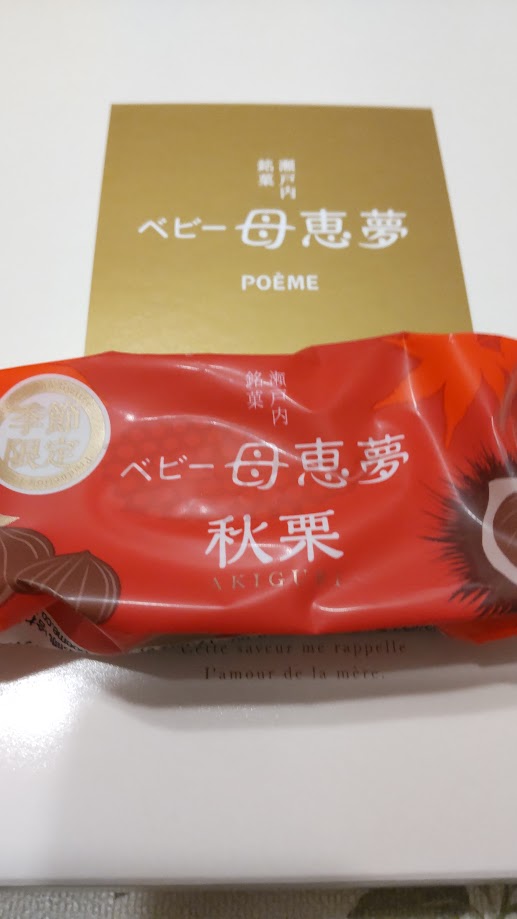 瀬戸内
銘菓
ベビー母恵夢
POÈME
瀬戸内
銘菓
季節
限定
ベビー母恵夢
秋栗
Cette saveur me rappelle
l'amour de la mère.